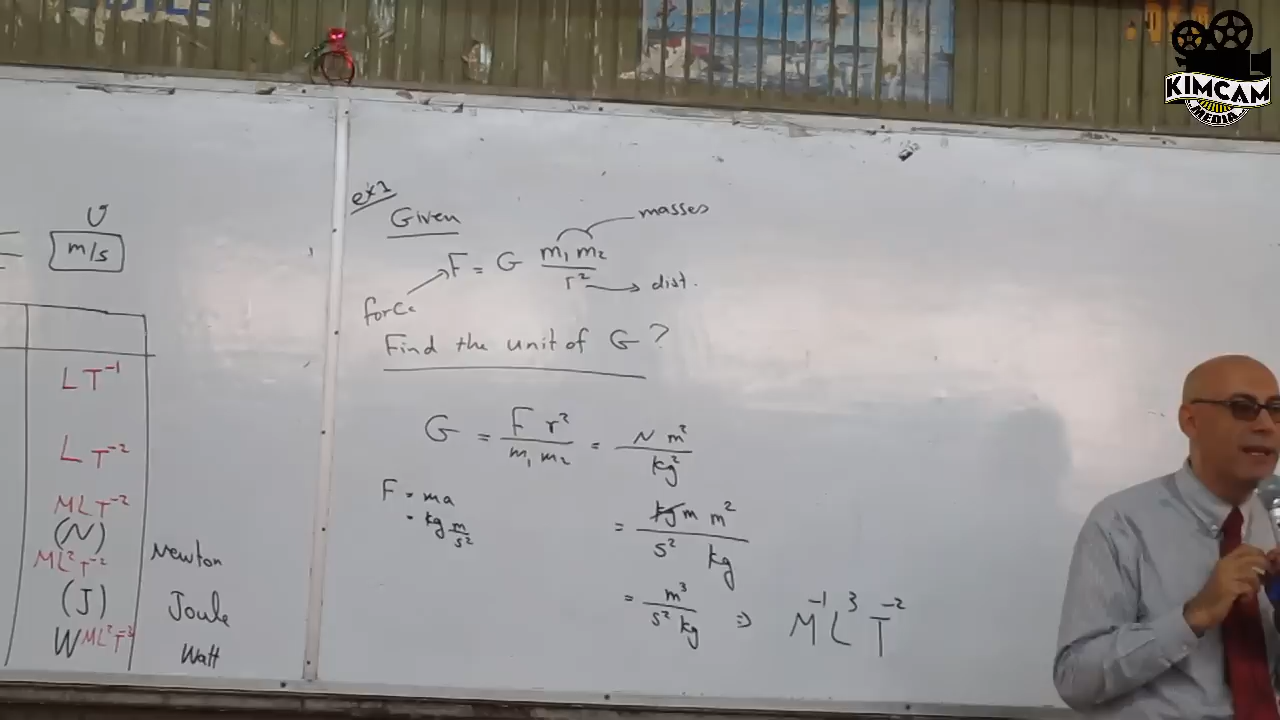 KIMCAM
MEDIA
υ
m/s
LT⁻¹
LT⁻²
MLT⁻²
(N)
Newton
ML²T⁻²
(J)
Joule
W ML²T⁻³
Watt
ex1
Given
masses
F = G m₁ m₂ / r²
dist.
force
Find the unit of G?
G = F r² / m₁ m₂ = N m² / kg²
F = ma
= kg m/s²
= kg m m² / s² kg
= m³ / s² kg ⇒ M⁻¹ L³ T⁻²